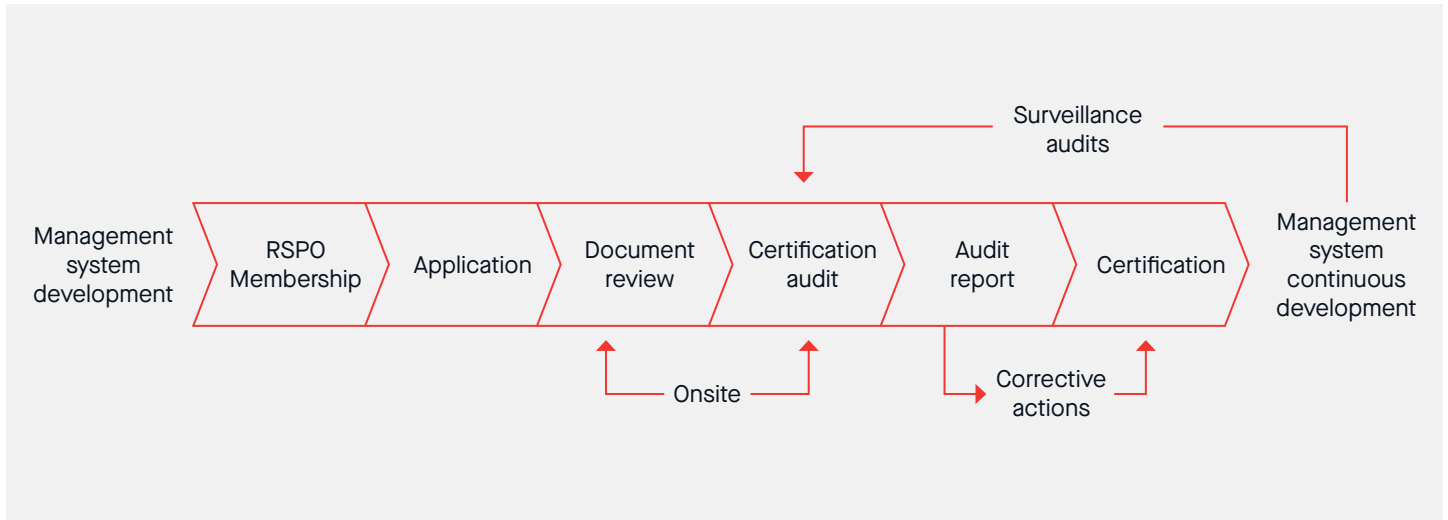 Surveillance
audits
Management
system
development
RSPO
Membership
Application
Document
review
Certification
audit
Audit
report
Certification
Management
system
continuous
development
Onsite
Corrective
actions